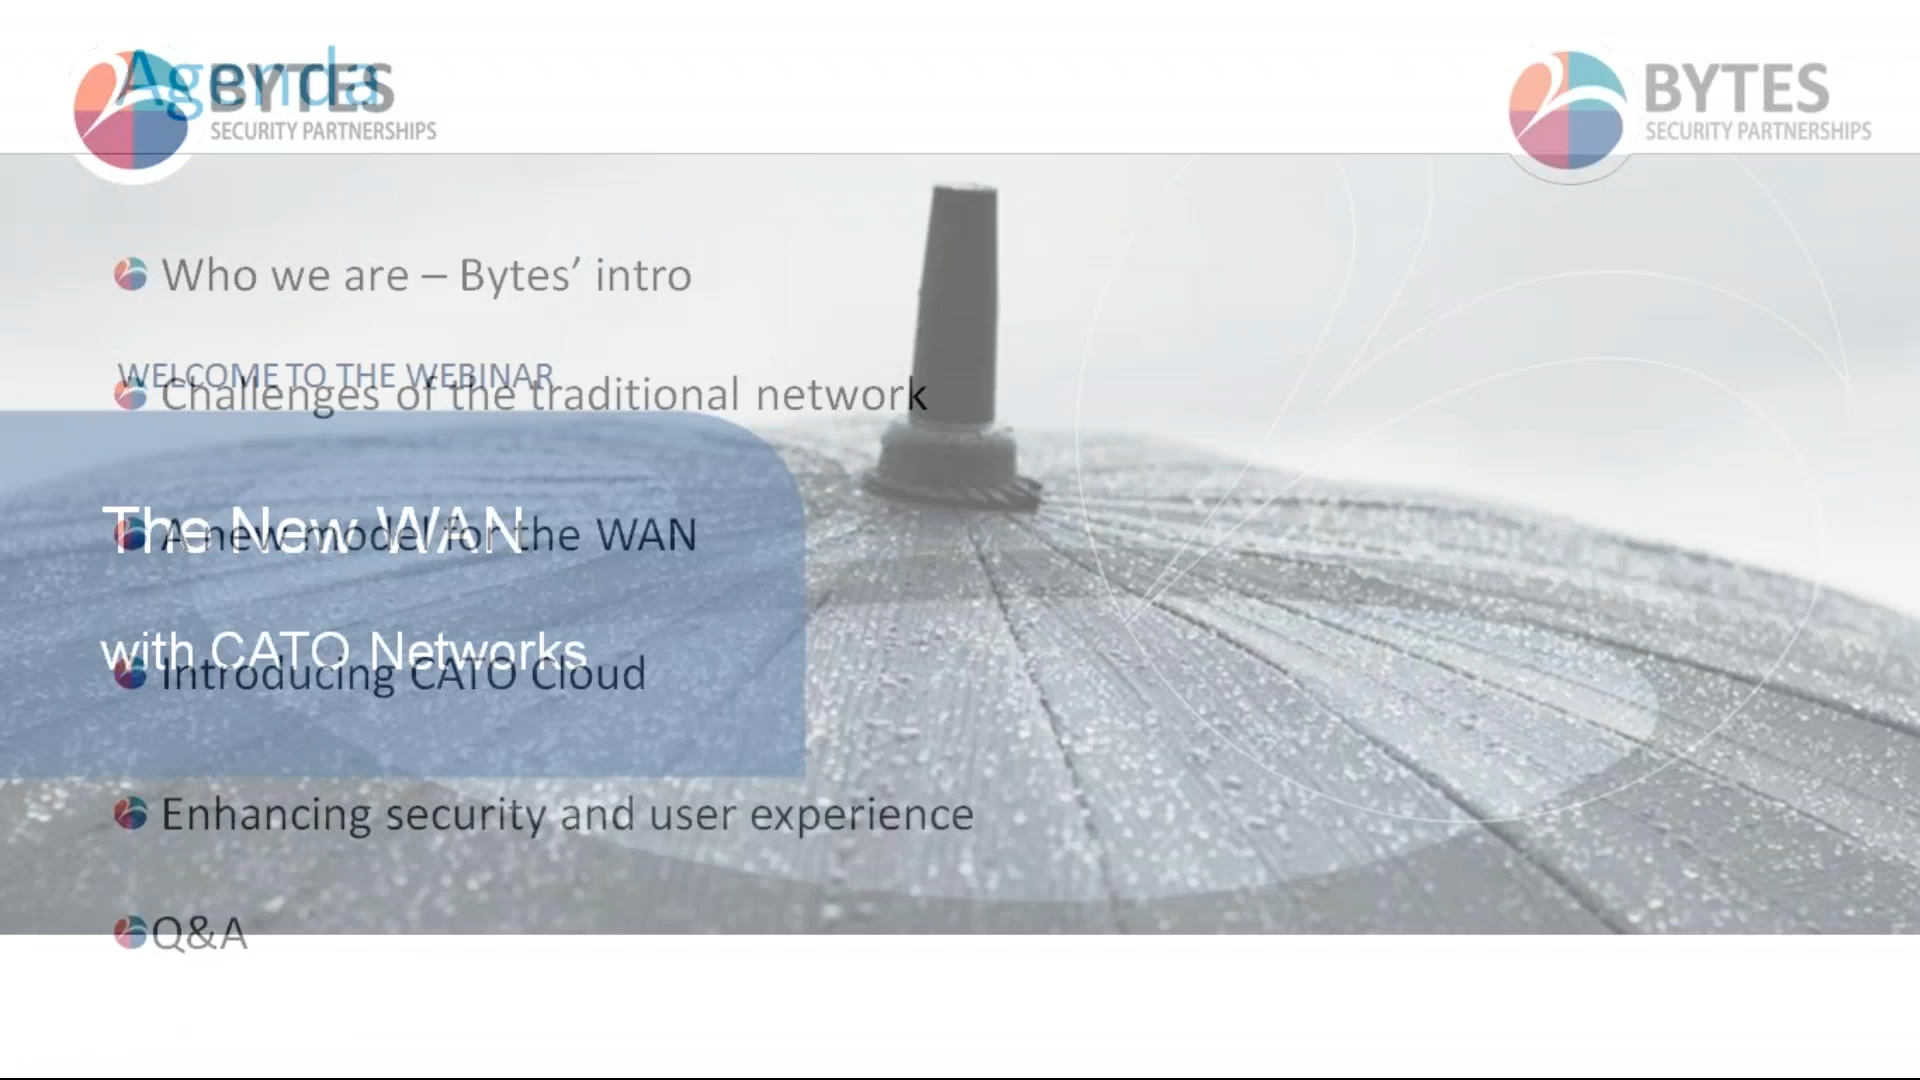 Agenda
BYTES
SECURITY PARTNERSHIPS
BYTES
SECURITY PARTNERSHIPS
Who we are – Bytes’ intro
WELCOME TO THE WEBINAR
Challenges of the traditional network
The New WAN
A new model for the WAN
with CATO Networks
Introducing CATO Cloud
Enhancing security and user experience
Q&A